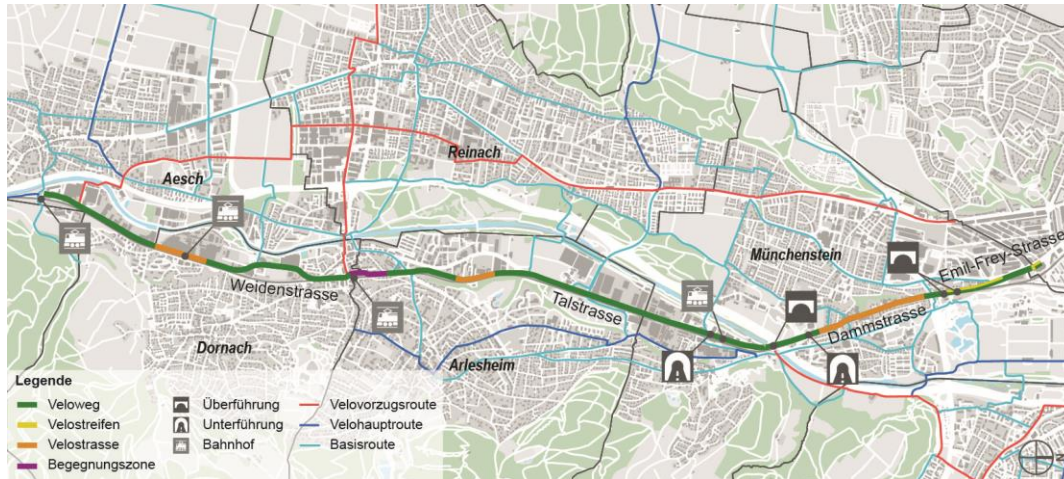 Reinach
Aesch
Münchenstein
Emil-Frey-Strasse
Weidenstrasse
Talstrasse
Dammstrasse
Dornach
Arlesheim
Legende
Veloweg
Velostreifen
Velostrasse
Begegnungszone
Überführung
Unterführung
Bahnhof
Velovorzugsroute
Velohauptroute
Basisroute
N